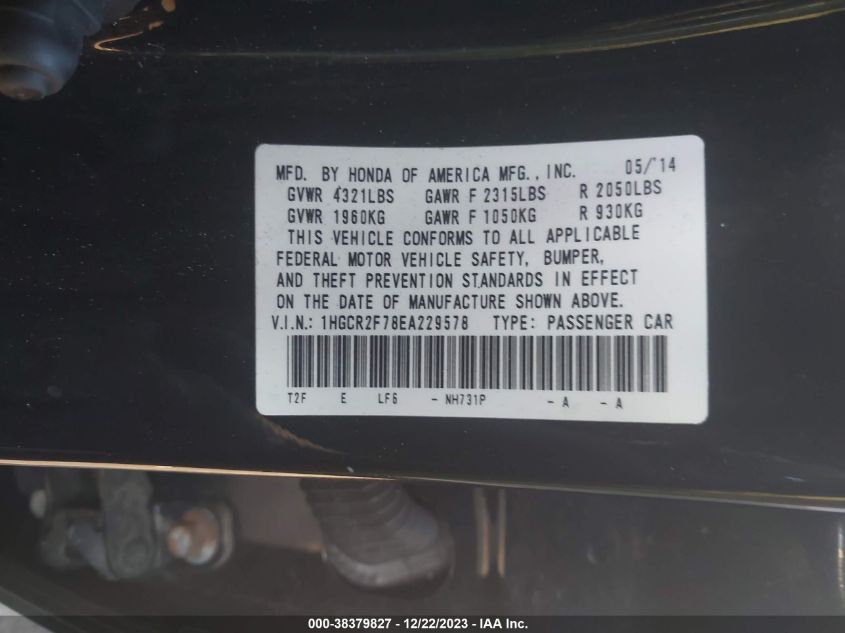 MFD. BY HONDA OF AMERICA MFG., INC. 05/'14
GVWR 4321LBS GAWR F 2315LBS R 2050LBS
GVWR 1960KG GAWR F 1050KG R 930KG
THIS VEHICLE CONFORMS TO ALL APPLICABLE
FEDERAL MOTOR VEHICLE SAFETY, BUMPER,
AND THEFT PREVENTION STANDARDS IN EFFECT
ON THE DATE OF MANUFACTURE SHOWN ABOVE.
V.I.N.: 1HGCR2F78EA229578 TYPE: PASSENGER CAR
T2F E LF6 - NH731P - A - A
000-38379827 - 12/22/2023 - IAA Inc.